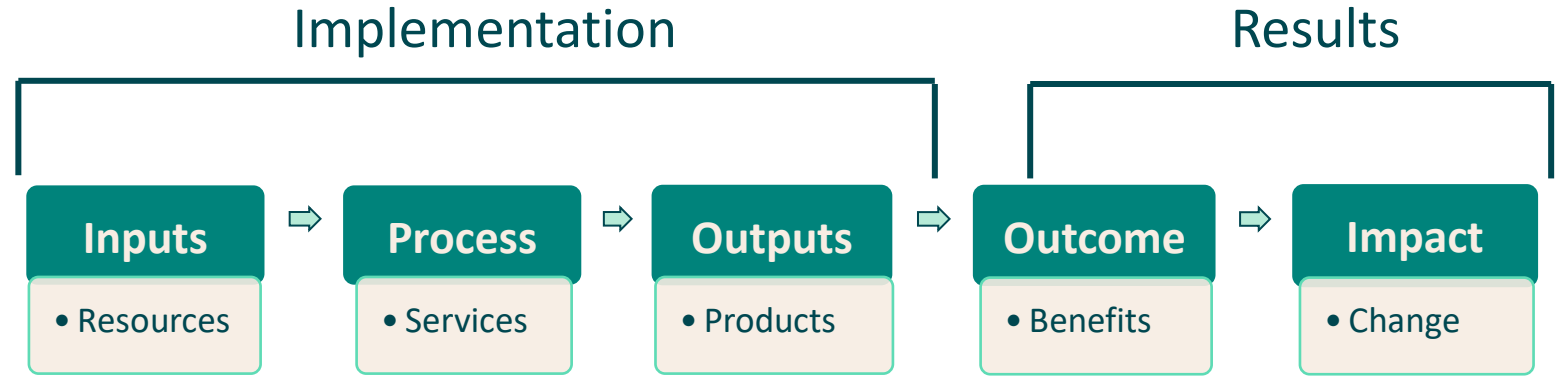 Implementation
Results
Inputs
• Resources
Process
• Services
Outputs
• Products
Outcome
• Benefits
Impact
• Change